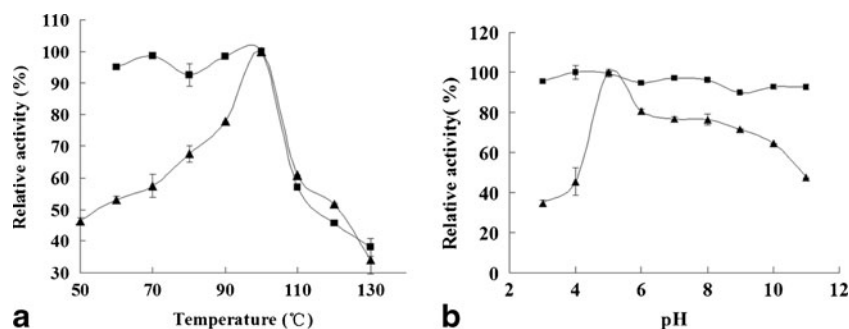 110
100
90
80
70
60
50
40
30
Relative activity (%)
50 70 90 110 130
Temperature (℃)
a
120
100
80
60
40
20
0
Relative activity( %)
2 4 6 8 10 12
pH
b